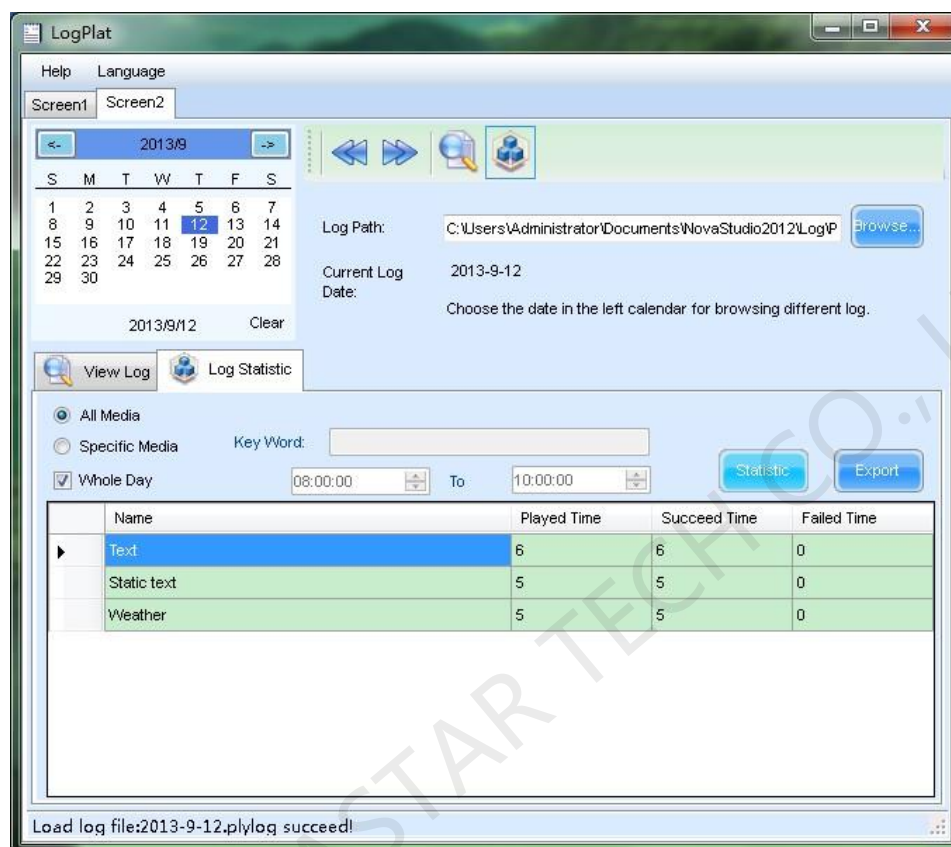 LogPlat
Help Language
Screen1 Screen2
<- 2013/9 ->
S M T W T F S
1 2 3 4 5 6 7
8 9 10 11 12 13 14
15 16 17 18 19 20 21
22 23 24 25 26 27 28
29 30
2013/9/12 Clear
Log Path: C:\Users\Administrator\Documents\NovaStudio2012\Log\P Browse...
Current Log Date: 2013-9-12
Choose the date in the left calendar for browsing different log.
View Log Log Statistic
All Media
Specific Media Key Word:
Whole Day 08:00:00 To 10:00:00 Statistic Export
Name Played Time Succeed Time Failed Time
Text 6 6 0
Static text 5 5 0
Weather 5 5 0
Load log file:2013-9-12.plylog succeed!
ASTAR TECH CO., L